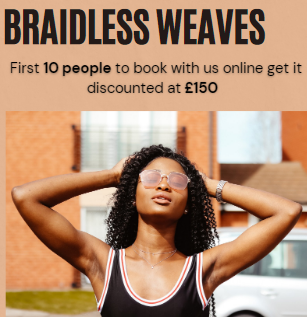 BRAIDLESS WEAVES
First 10 people to book with us online get it
discounted at £150